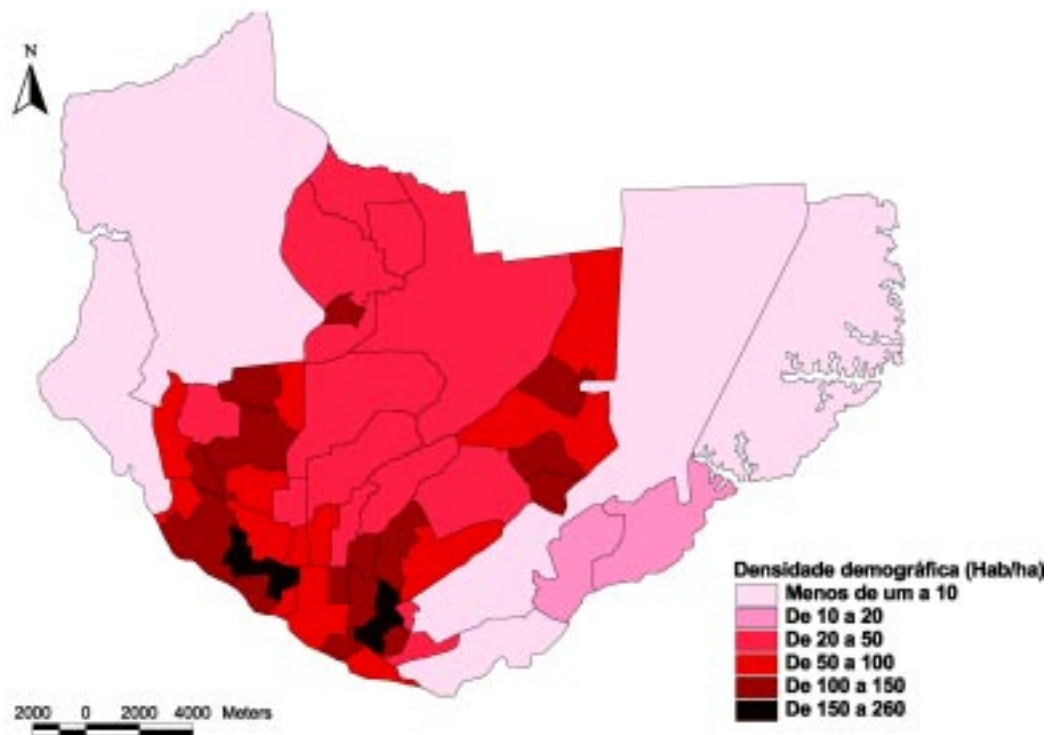 N
Densidade demográfica (Hab/ha)
Menos de um a 10
De 10 a 20
De 20 a 50
De 50 a 100
De 100 a 150
De 150 a 260
2000 0 2000 4000 Meters